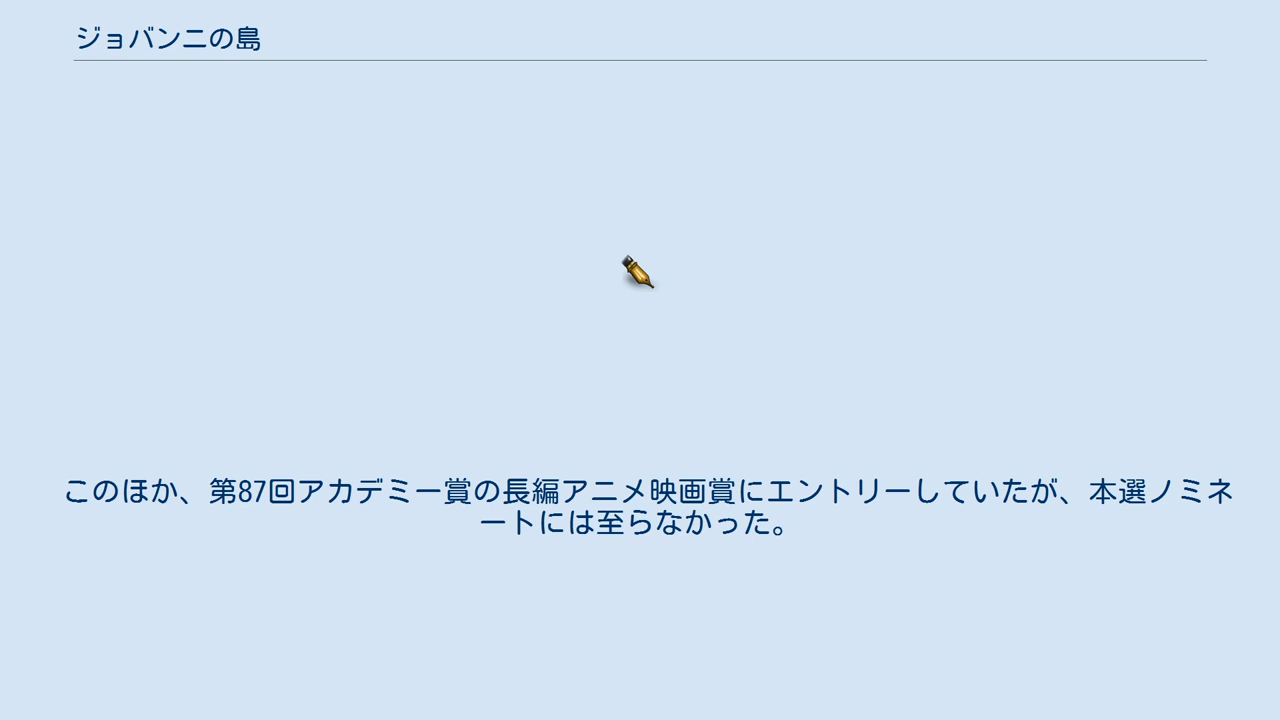 ジョバンニの島
このほか、第87回アカデミー賞の長編アニメ映画賞にエントリーしていたが、本選ノミネ
ートには至らなかった。